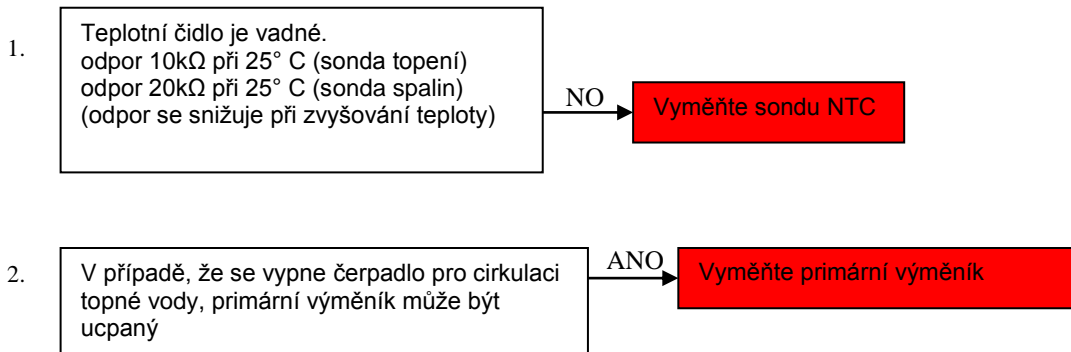 1.
Teplotní čidlo je vadné.
odpor 10kΩ při 25° C (sonda topení)
odpor 20kΩ při 25° C (sonda spalin)
(odpor se snižuje při zvyšování teploty)
NO
Vyměňte sondu NTC
2.
V případě, že se vypne čerpadlo pro cirkulaci
topné vody, primární výměník může být
ucpaný
ANO
Vyměňte primární výměník